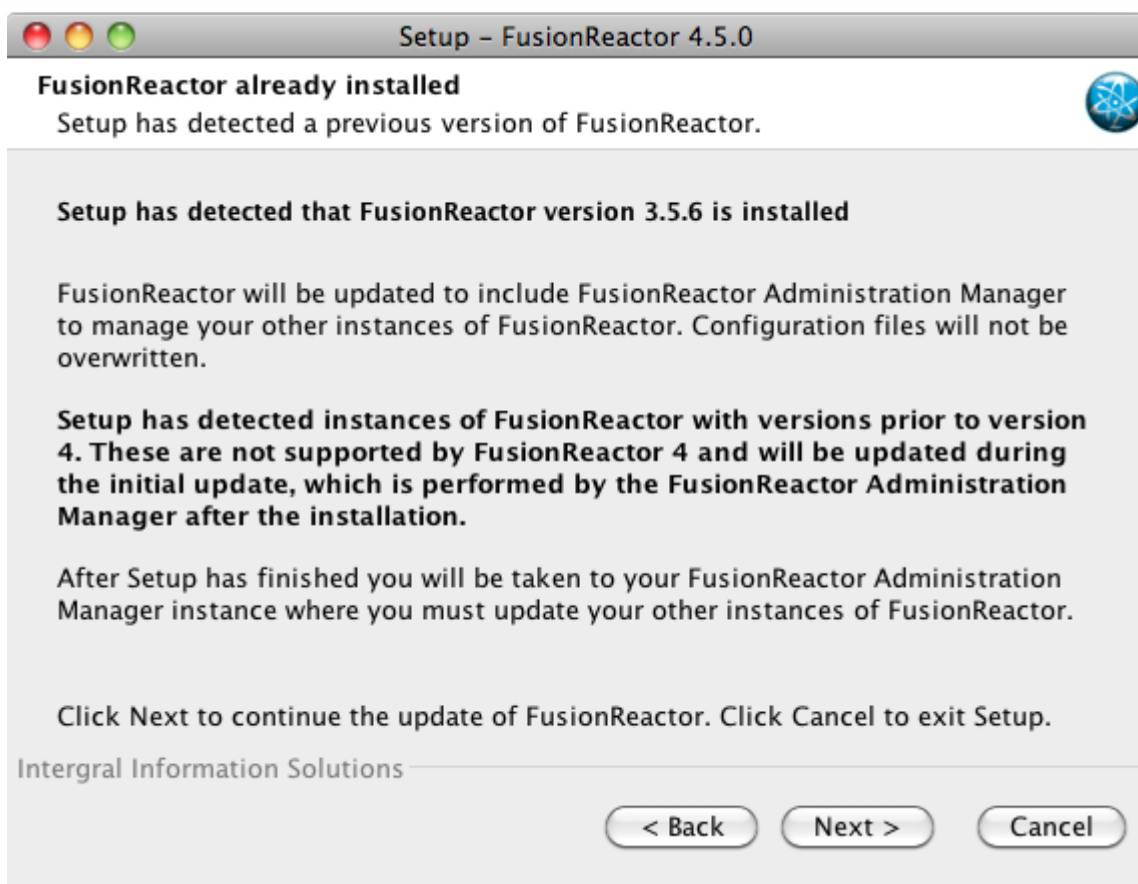 Setup – FusionReactor 4.5.0
FusionReactor already installed
Setup has detected a previous version of FusionReactor.
Setup has detected that FusionReactor version 3.5.6 is installed
FusionReactor will be updated to include FusionReactor Administration Manager
to manage your other instances of FusionReactor. Configuration files will not be
overwritten.
Setup has detected instances of FusionReactor with versions prior to version
4. These are not supported by FusionReactor 4 and will be updated during
the initial update, which is performed by the FusionReactor Administration
Manager after the installation.
After Setup has finished you will be taken to your FusionReactor Administration
Manager instance where you must update your other instances of FusionReactor.
Click Next to continue the update of FusionReactor. Click Cancel to exit Setup.
Intergral Information Solutions
< Back Next > Cancel